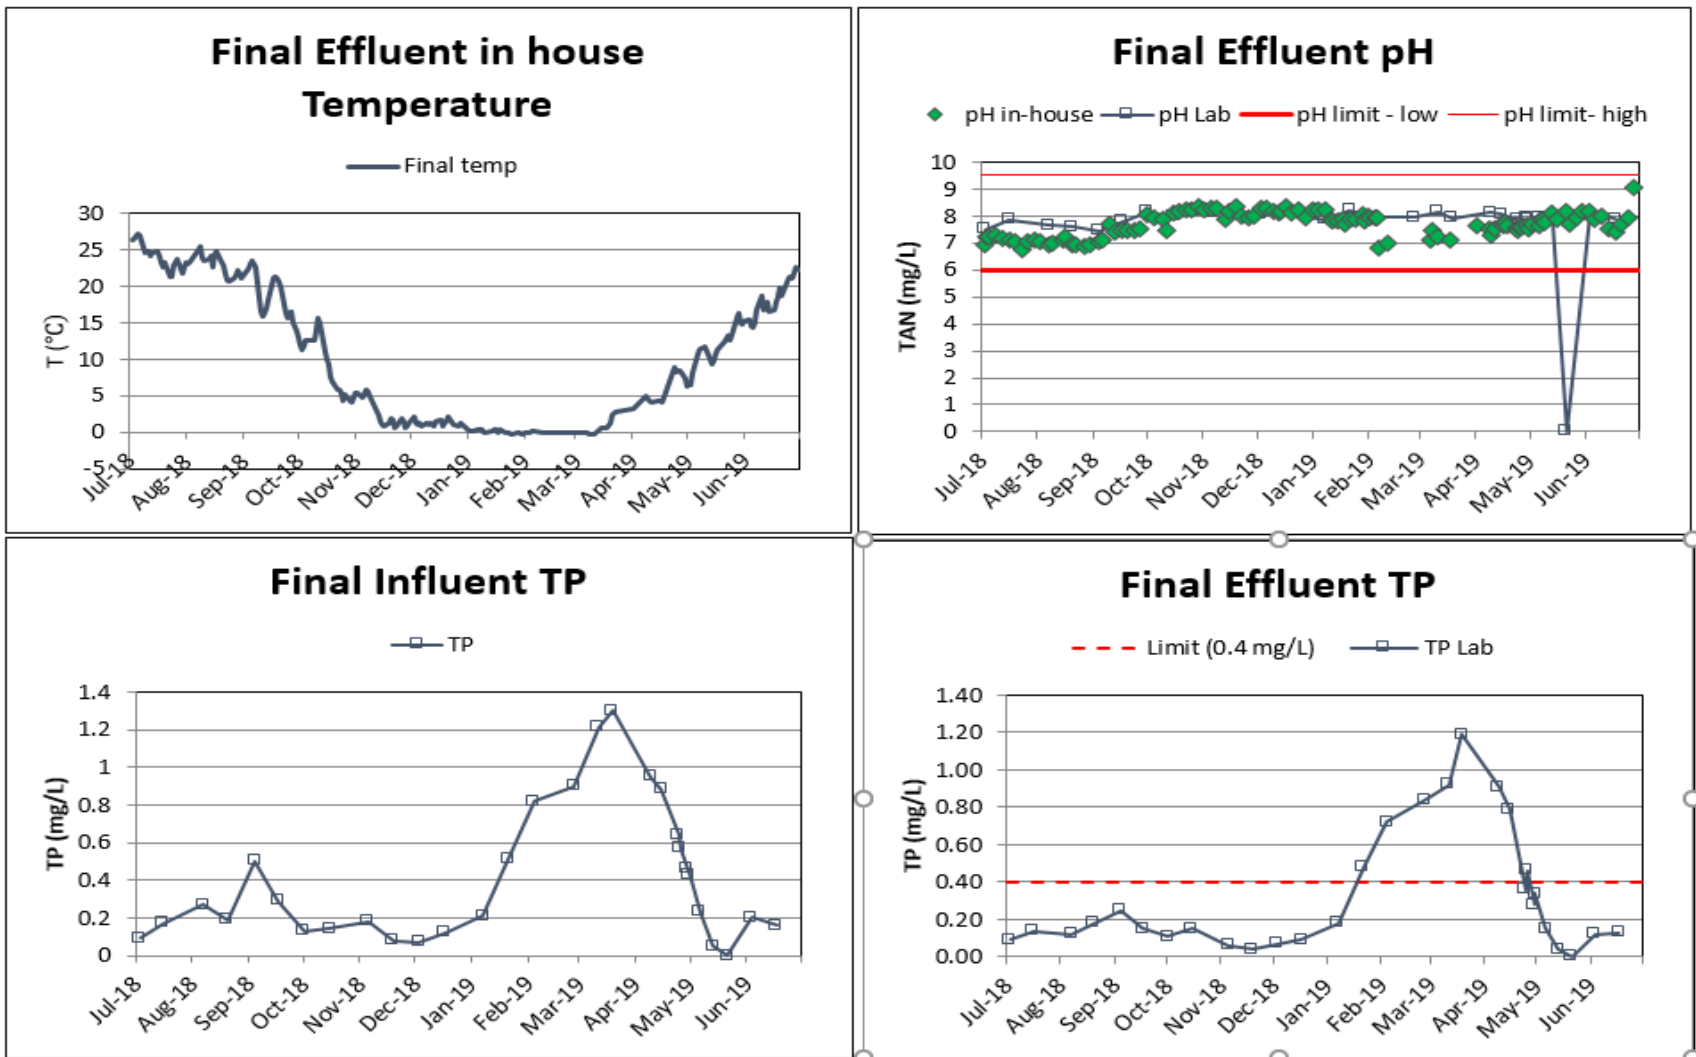 Final Effluent in house
Temperature
Final temp
30
25
20
15
10
5
0
-5
T (°C)
Jul-18
Aug-18
Sep-18
Oct-18
Nov-18
Dec-18
Jan-19
Feb-19
Mar-19
Apr-19
May-19
Jun-19
Final Effluent pH
pH in-house
pH Lab
pH limit - low
pH limit- high
10
9
8
7
6
5
4
3
2
1
0
TAN (mg/L)
Jul-18
Aug-18
Sep-18
Oct-18
Nov-18
Dec-18
Jan-19
Feb-19
Mar-19
Apr-19
May-19
Jun-19
Final Influent TP
TP
1.4
1.2
1
0.8
0.6
0.4
0.2
0
TP (mg/L)
Jul-18
Aug-18
Sep-18
Oct-18
Nov-18
Dec-18
Jan-19
Feb-19
Mar-19
Apr-19
May-19
Jun-19
Final Effluent TP
Limit (0.4 mg/L)
TP Lab
1.40
1.20
1.00
0.80
0.60
0.40
0.20
0.00
TP (mg/L)
Jul-18
Aug-18
Sep-18
Oct-18
Nov-18
Dec-18
Jan-19
Feb-19
Mar-19
Apr-19
May-19
Jun-19